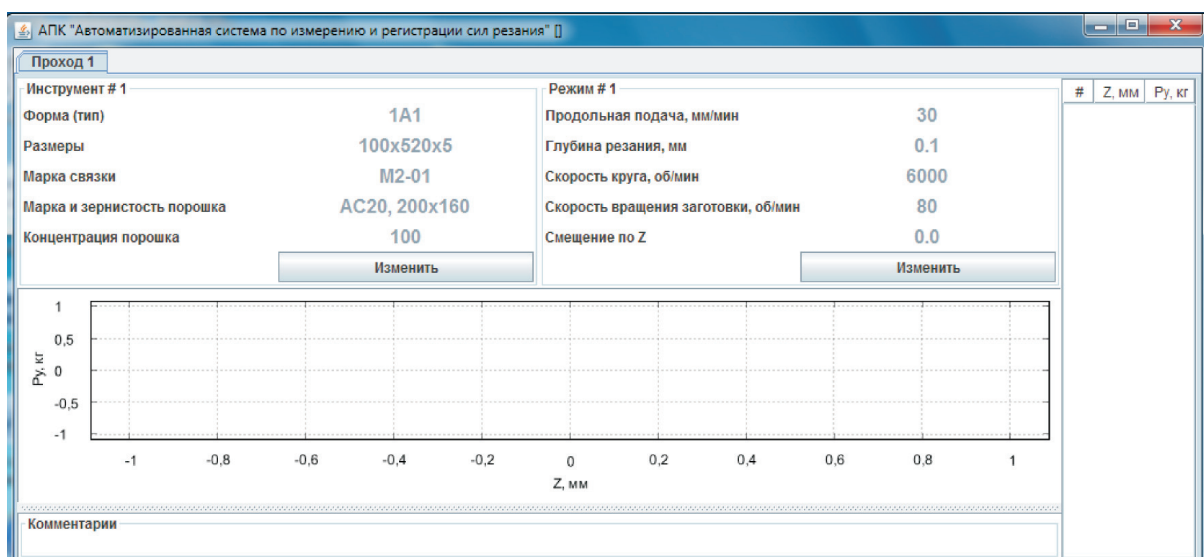 АПК "Автоматизированная система по измерению и регистрации сил резания" []
Проход 1
Инструмент # 1
Форма (тип) 1A1
Размеры 100x520x5
Марка связки М2-01
Марка и зернистость порошка АС20, 200x160
Концентрация порошка 100
Изменить
Режим # 1
Продольная подача, мм/мин 30
Глубина резания, мм 0.1
Скорость круга, об/мин 6000
Скорость вращения заготовки, об/мин 80
Смещение по Z 0.0
Изменить
# Z, мм Ру, кг
1
0,5
0
-0,5
-1
Ру, кг
-1 -0,8 -0,6 -0,4 -0,2 0 0,2 0,4 0,6 0,8 1
Z, мм
Комментарии